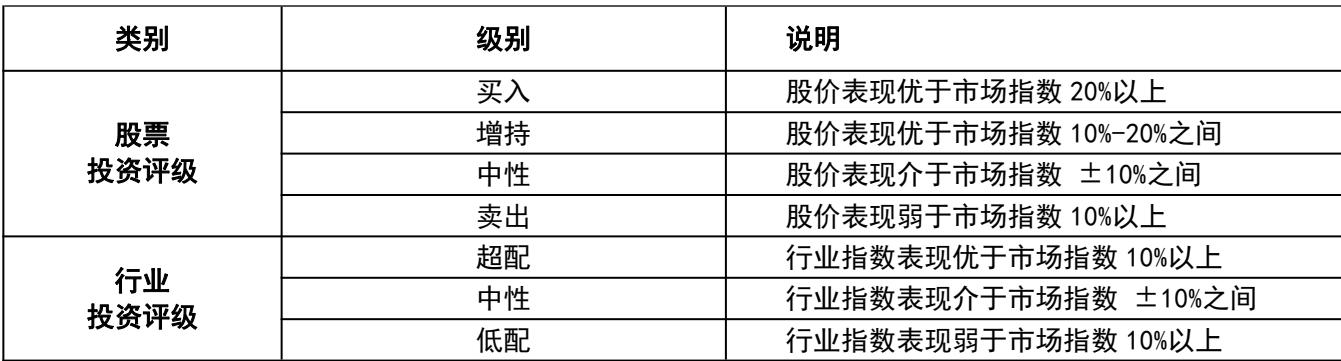 类别 级别 说明
股票
投资评级
买入 股价表现优于市场指数 20%以上
增持 股价表现优于市场指数 10%-20%之间
中性 股价表现介于市场指数 ±10%之间
卖出 股价表现弱于市场指数 10%以上
行业
投资评级
超配 行业指数表现优于市场指数 10%以上
中性 行业指数表现介于市场指数 ±10%之间
低配 行业指数表现弱于市场指数 10%以上